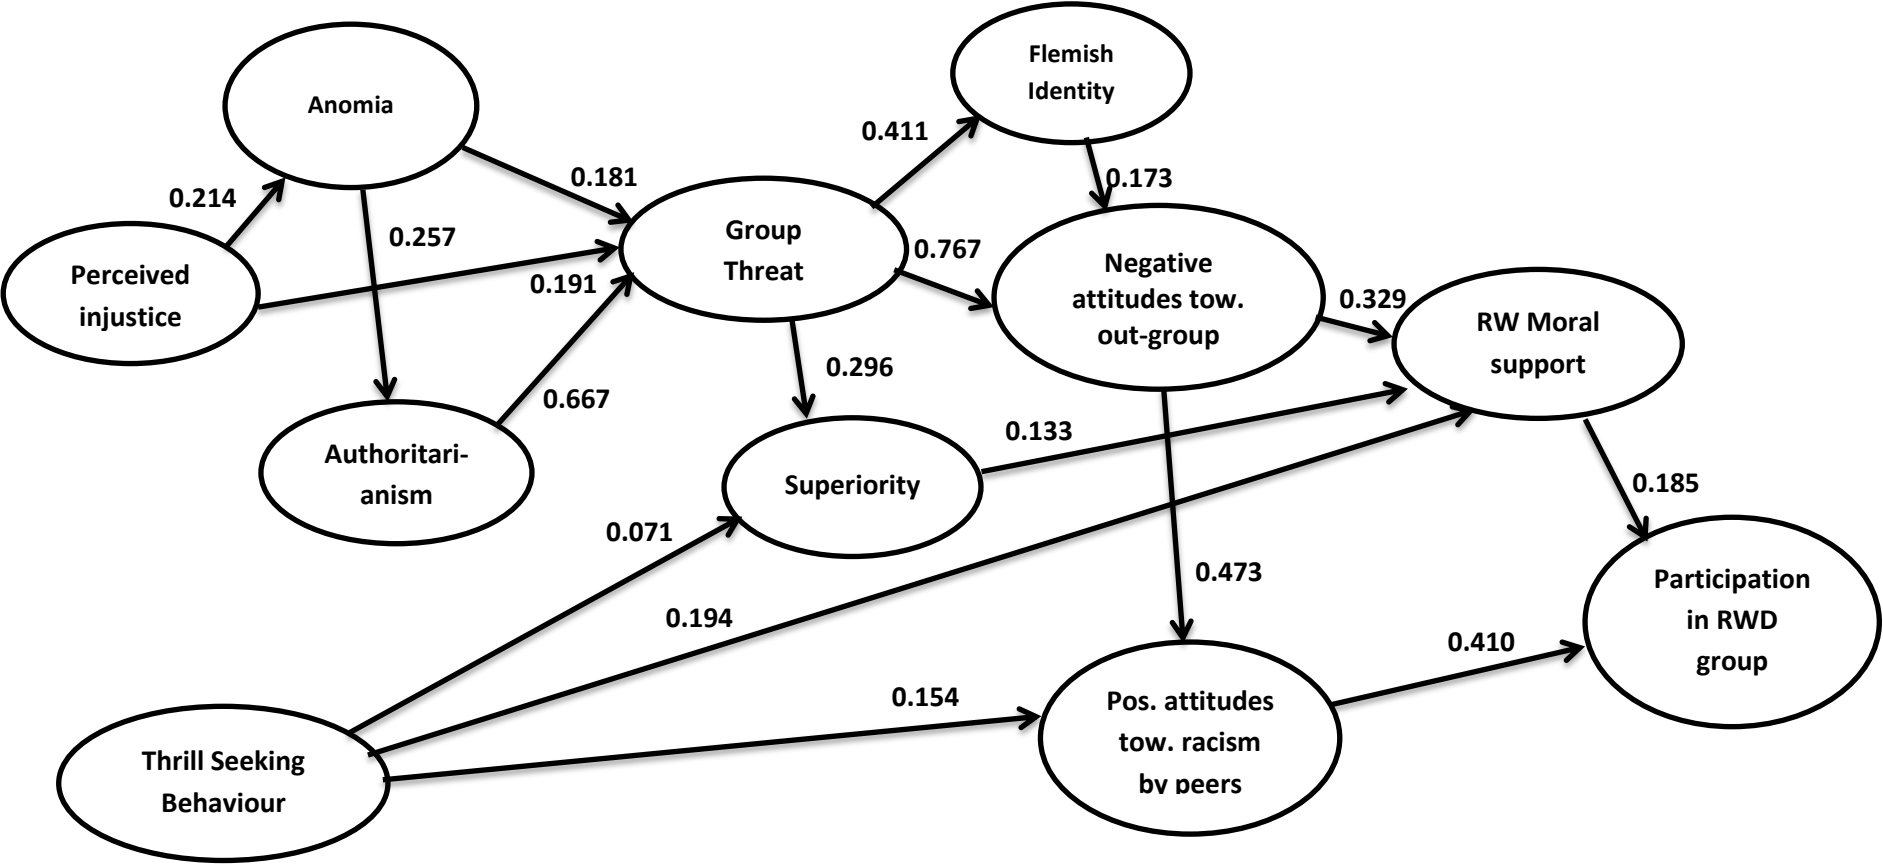 Flemish
Identity
Anomia
0.411
0.181
0.173
0.214
0.257
Group
Threat
0.767
Perceived
injustice
0.191
Negative
attitudes tow.
out-group
0.329
RW Moral
support
0.296
0.667
0.133
Authoritari-
anism
Superiority
0.185
0.071
0.473
0.194
Participation
in RWD
group
0.410
0.154
Pos. attitudes
tow. racism
by peers
Thrill Seeking
Behaviour